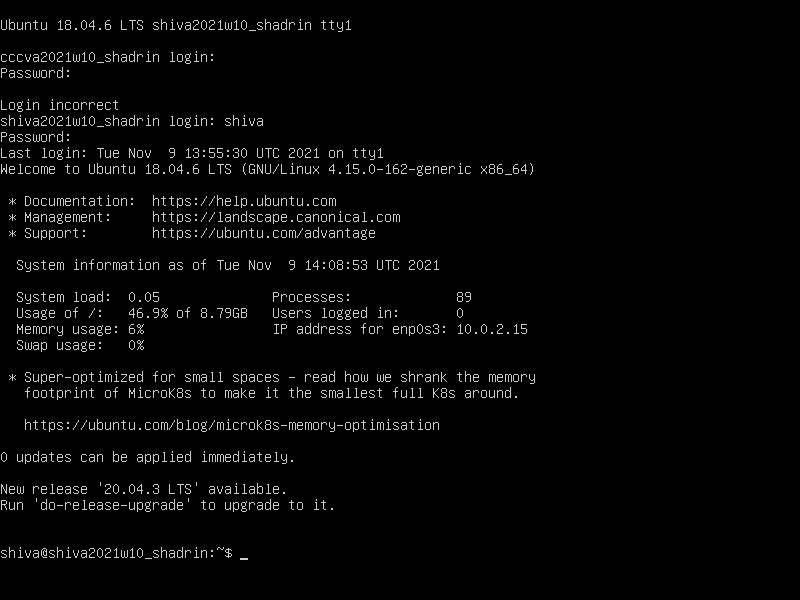 Ubuntu 18.04.6 LTS shiva2021w10_shadrin tty1
cccva2021w10_shadrin login:
Password:
Login incorrect
shiva2021w10_shadrin login: shiva
Password:
Last login: Tue Nov  9 13:55:30 UTC 2021 on tty1
Welcome to Ubuntu 18.04.6 LTS (GNU/Linux 4.15.0-162-generic x86_64)
 * Documentation:  https://help.ubuntu.com
 * Management:     https://landscape.canonical.com
 * Support:        https://ubuntu.com/advantage
  System information as of Tue Nov  9 14:08:53 UTC 2021
  System load:  0.05              Processes:             89
  Usage of /:   46.9% of 8.79GB   Users logged in:       0
  Memory usage: 6%                IP address for enp0s3: 10.0.2.15
  Swap usage:   0%
 * Super-optimized for small spaces - read how we shrank the memory
   footprint of MicroK8s to make it the smallest full K8s around.
   https://ubuntu.com/blog/microk8s-memory-optimisation
0 updates can be applied immediately.
New release '20.04.3 LTS' available.
Run 'do-release-upgrade' to upgrade to it.
shiva@shiva2021w10_shadrin:~$ _